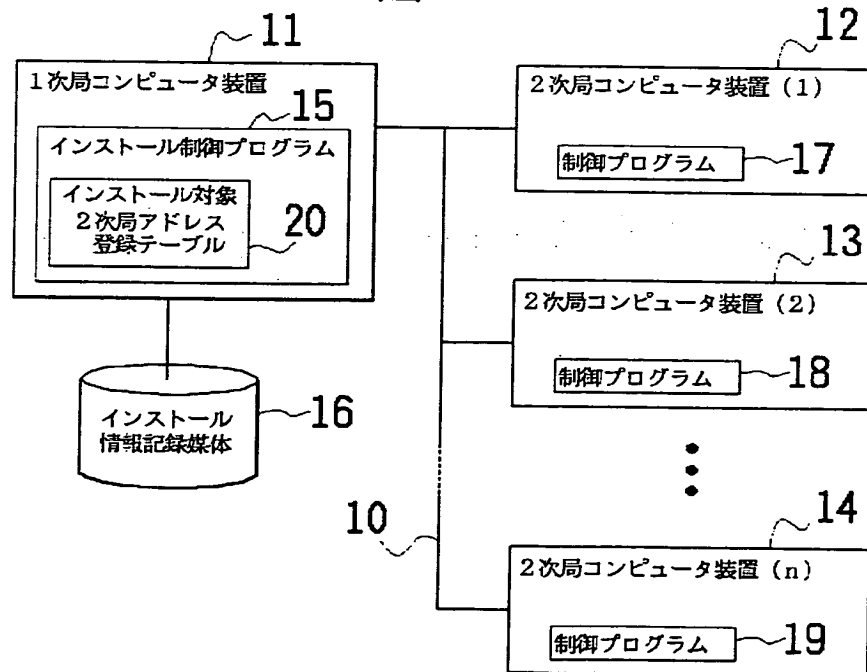 11
1次局コンピュータ装置
15
インストール制御プログラム
インストール対象
2次局アドレス
登録テーブル
20
インストール
情報記録媒体
16
10
12
2次局コンピュータ装置(1)
制御プログラム
17
13
2次局コンピュータ装置(2)
制御プログラム
18
14
2次局コンピュータ装置(n)
制御プログラム
19